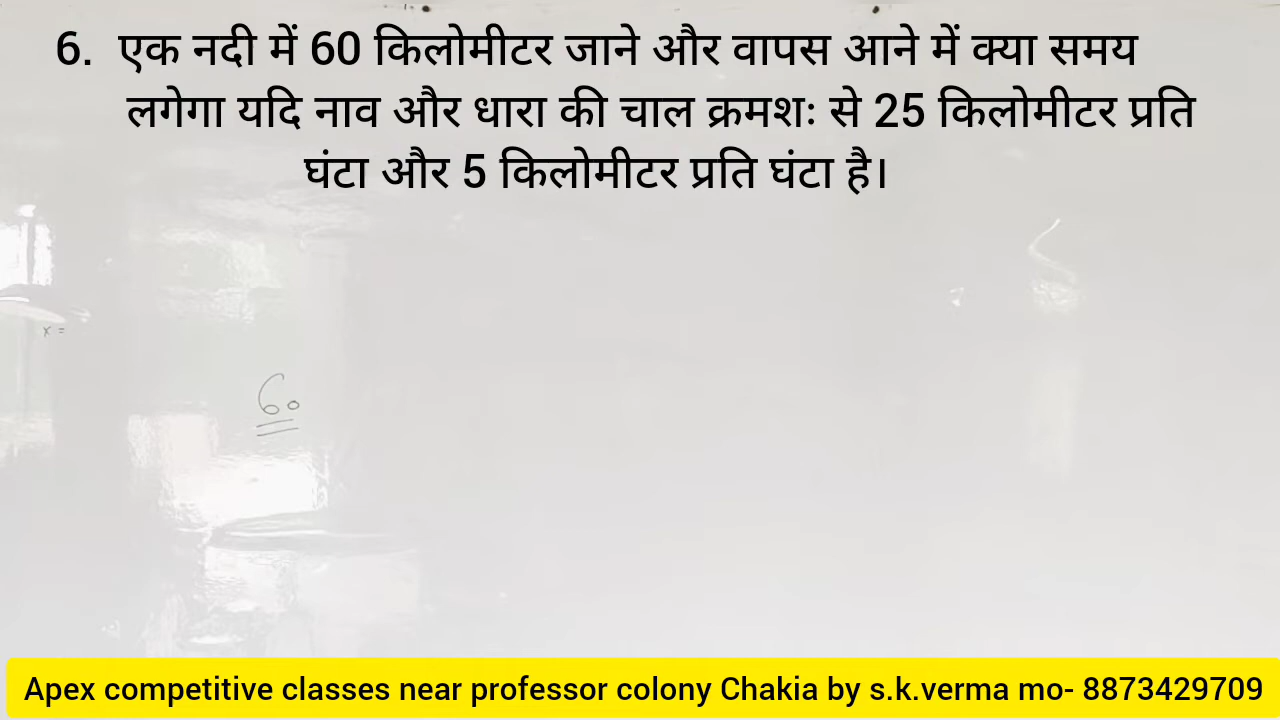 6. एक नदी में 60 किलोमीटर जाने और वापस आने में क्या समय
लगेगा यदि नाव और धारा की चाल क्रमशः से 25 किलोमीटर प्रति
घंटा और 5 किलोमीटर प्रति घंटा है।
x =
60
Apex competitive classes near professor colony Chakia by s.k.verma mo- 8873429709